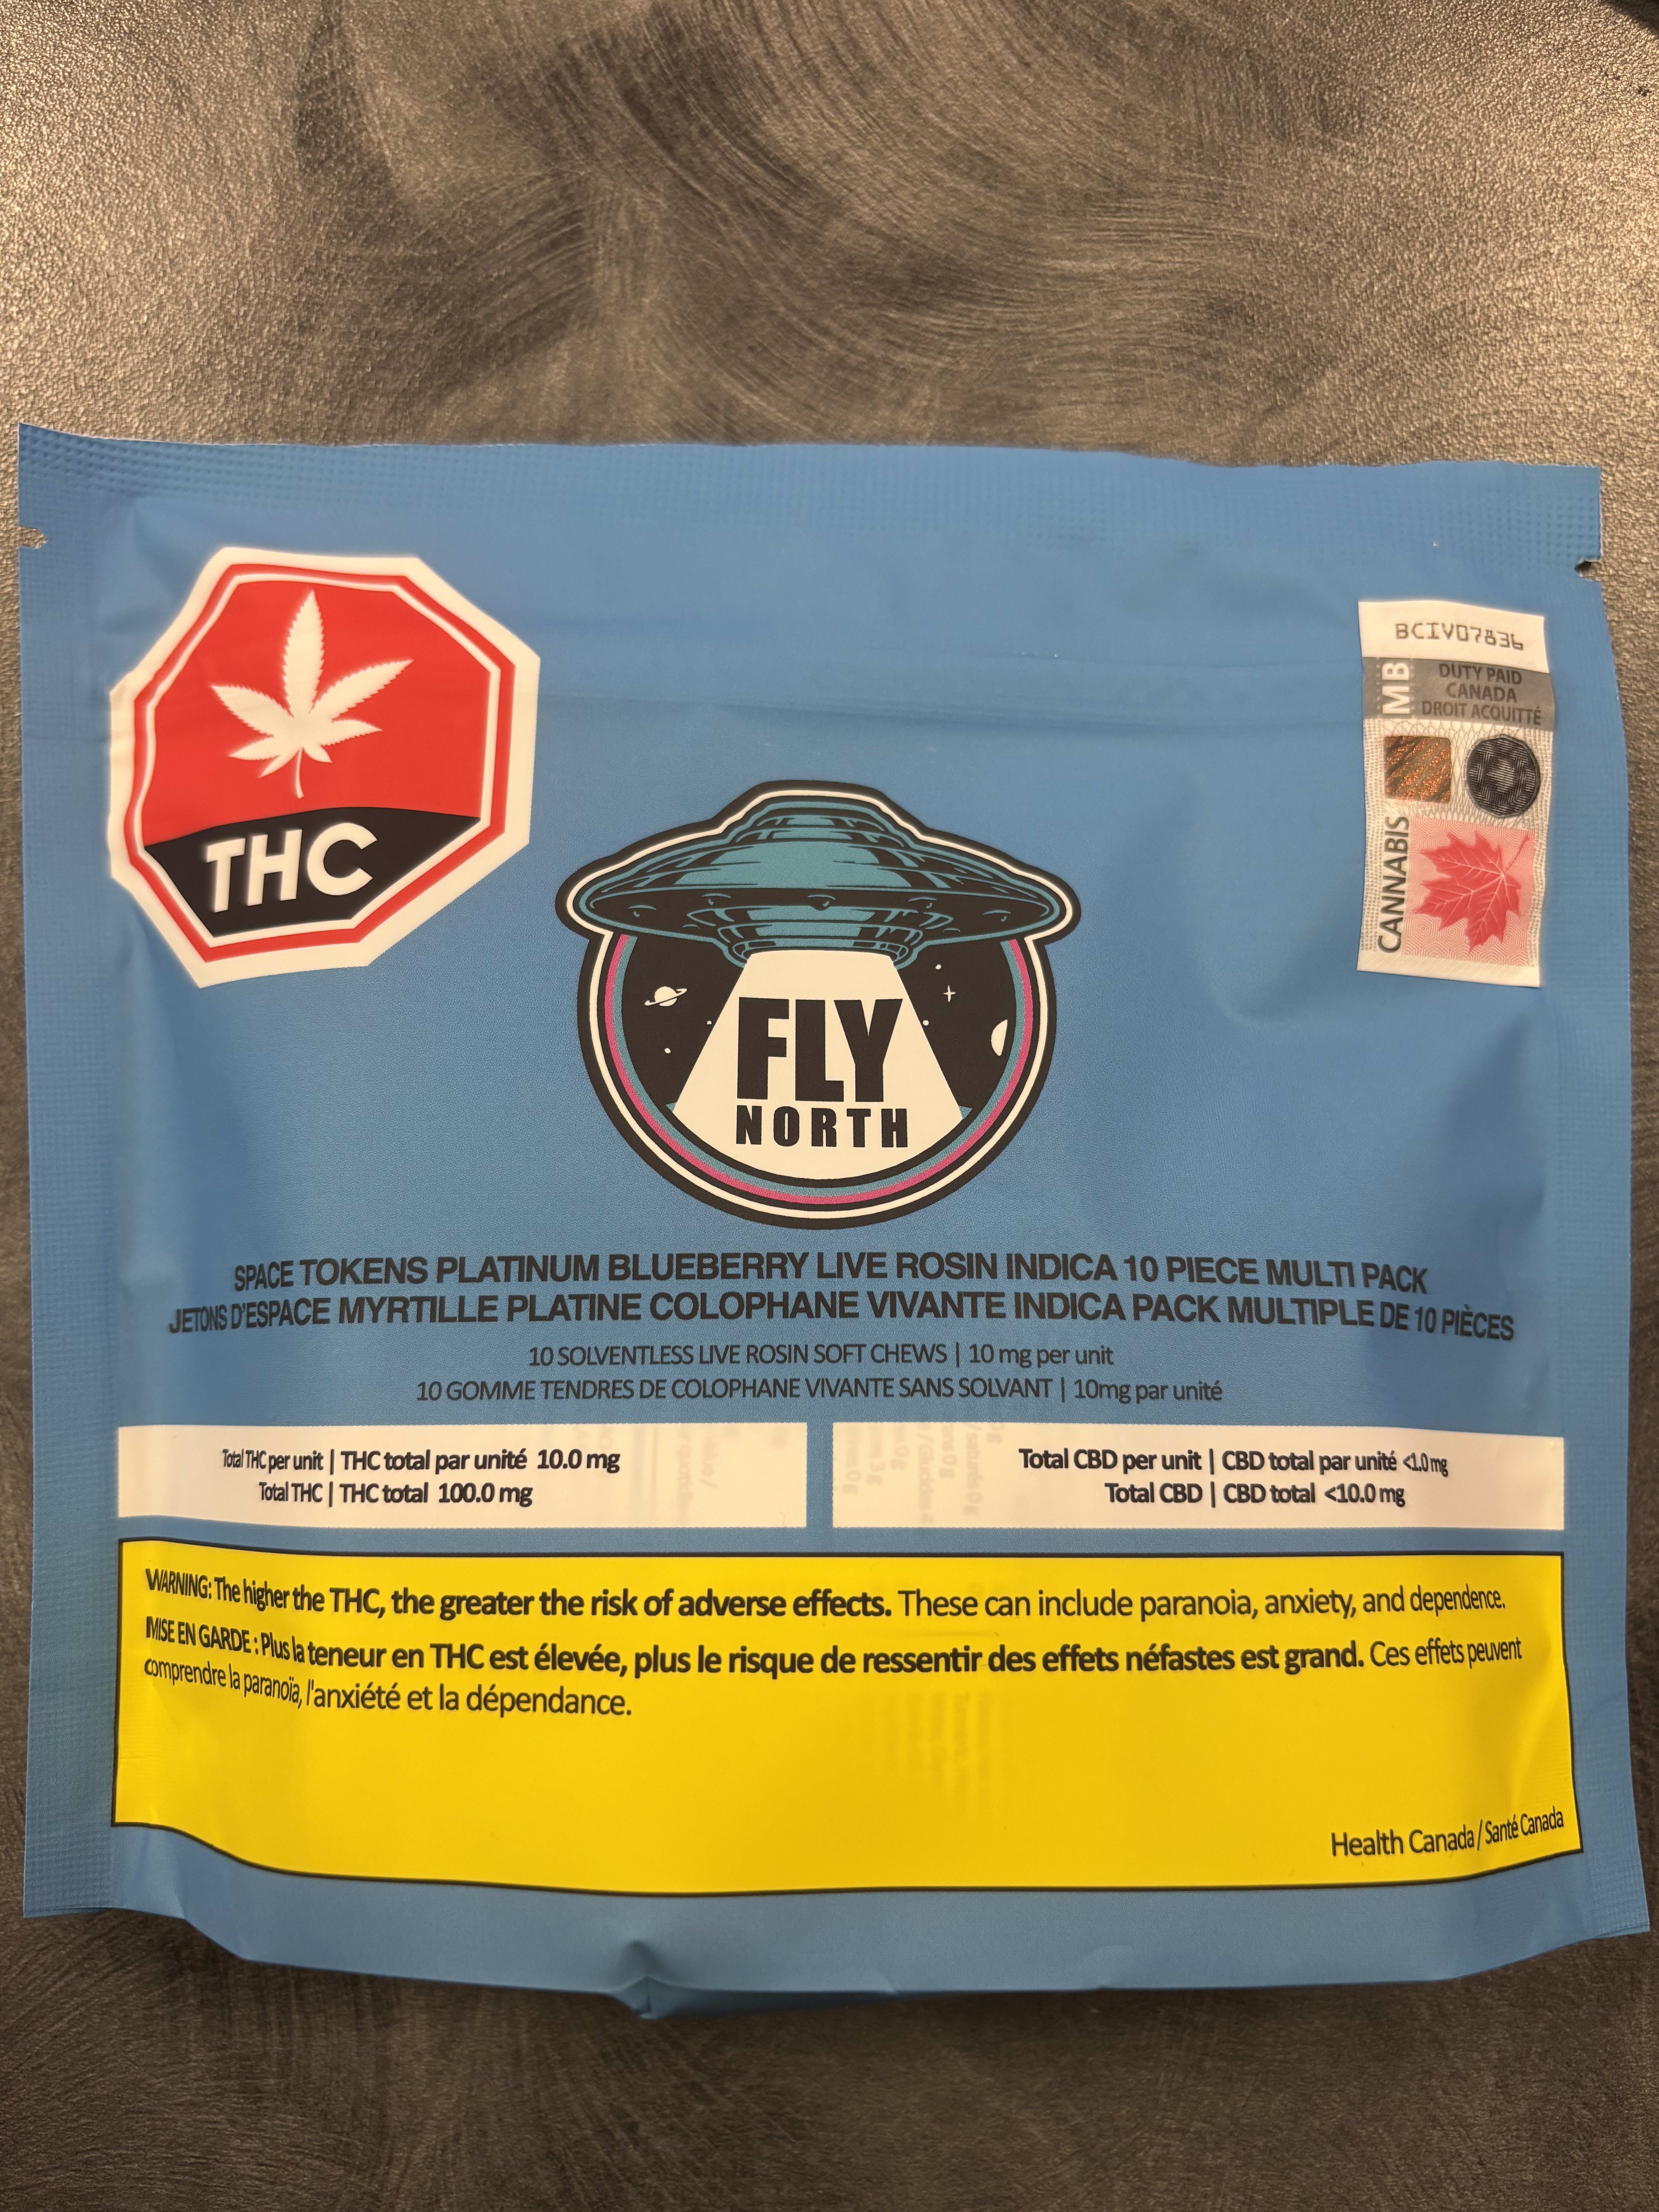 BCIV07836
MB
DUTY PAID
CANADA
DROIT ACQUITTÉ
CANNABIS
THC
FLY
NORTH
SPACE TOKENS PLATINUM BLUEBERRY LIVE ROSIN INDICA 10 PIECE MULTI PACK
JETONS D'ESPACE MYRTILLE PLATINE COLOPHANE VIVANTE INDICA PACK MULTIPLE DE 10 PIÈCES
10 SOLVENTLESS LIVE ROSIN SOFT CHEWS | 10 mg per unit
10 GOMME TENDRES DE COLOPHANE VIVANTE SANS SOLVANT | 10mg par unité
Total THC per unit | THC total par unité 10.0 mg
Total THC | THC total 100.0 mg
Total CBD per unit | CBD total par unité <1.0 mg
Total CBD | CBD total <10.0 mg
WARNING: The higher the THC, the greater the risk of adverse effects. These can include paranoia, anxiety, and dependence.
MISE EN GARDE : Plus la teneur en THC est élevée, plus le risque de ressentir des effets néfastes est grand. Ces effets peuvent
comprendre la paranoïa, l'anxiété et la dépendance.
Health Canada / Santé Canada